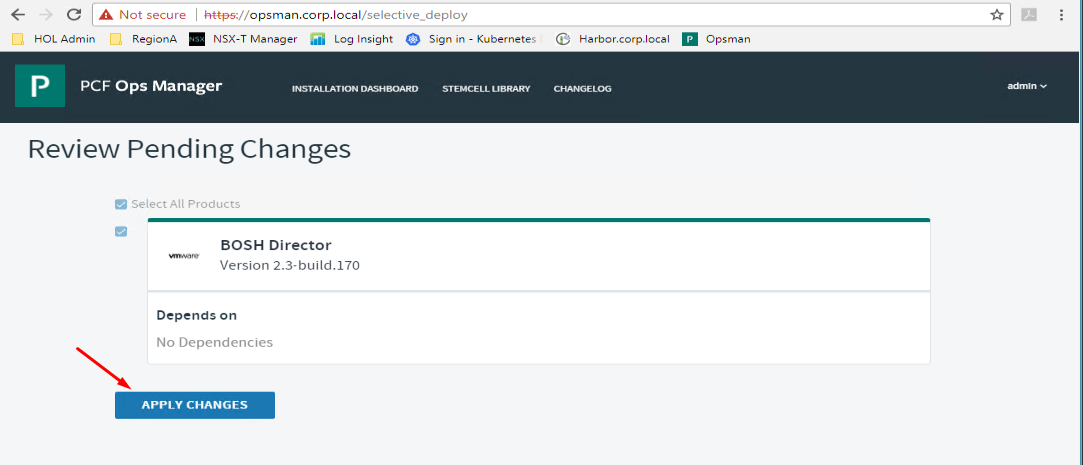 Not secure | https://opsman.corp.local/selective_deploy
HOL Admin RegionA NSX NSX-T Manager Log Insight Sign in - Kubernetes Harbor.corp.local P Opsman
P PCF Ops Manager INSTALLATION DASHBOARD STEMCELL LIBRARY CHANGELOG admin
Review Pending Changes
Select All Products
vmware BOSH Director
Version 2.3-build.170
Depends on
No Dependencies
APPLY CHANGES